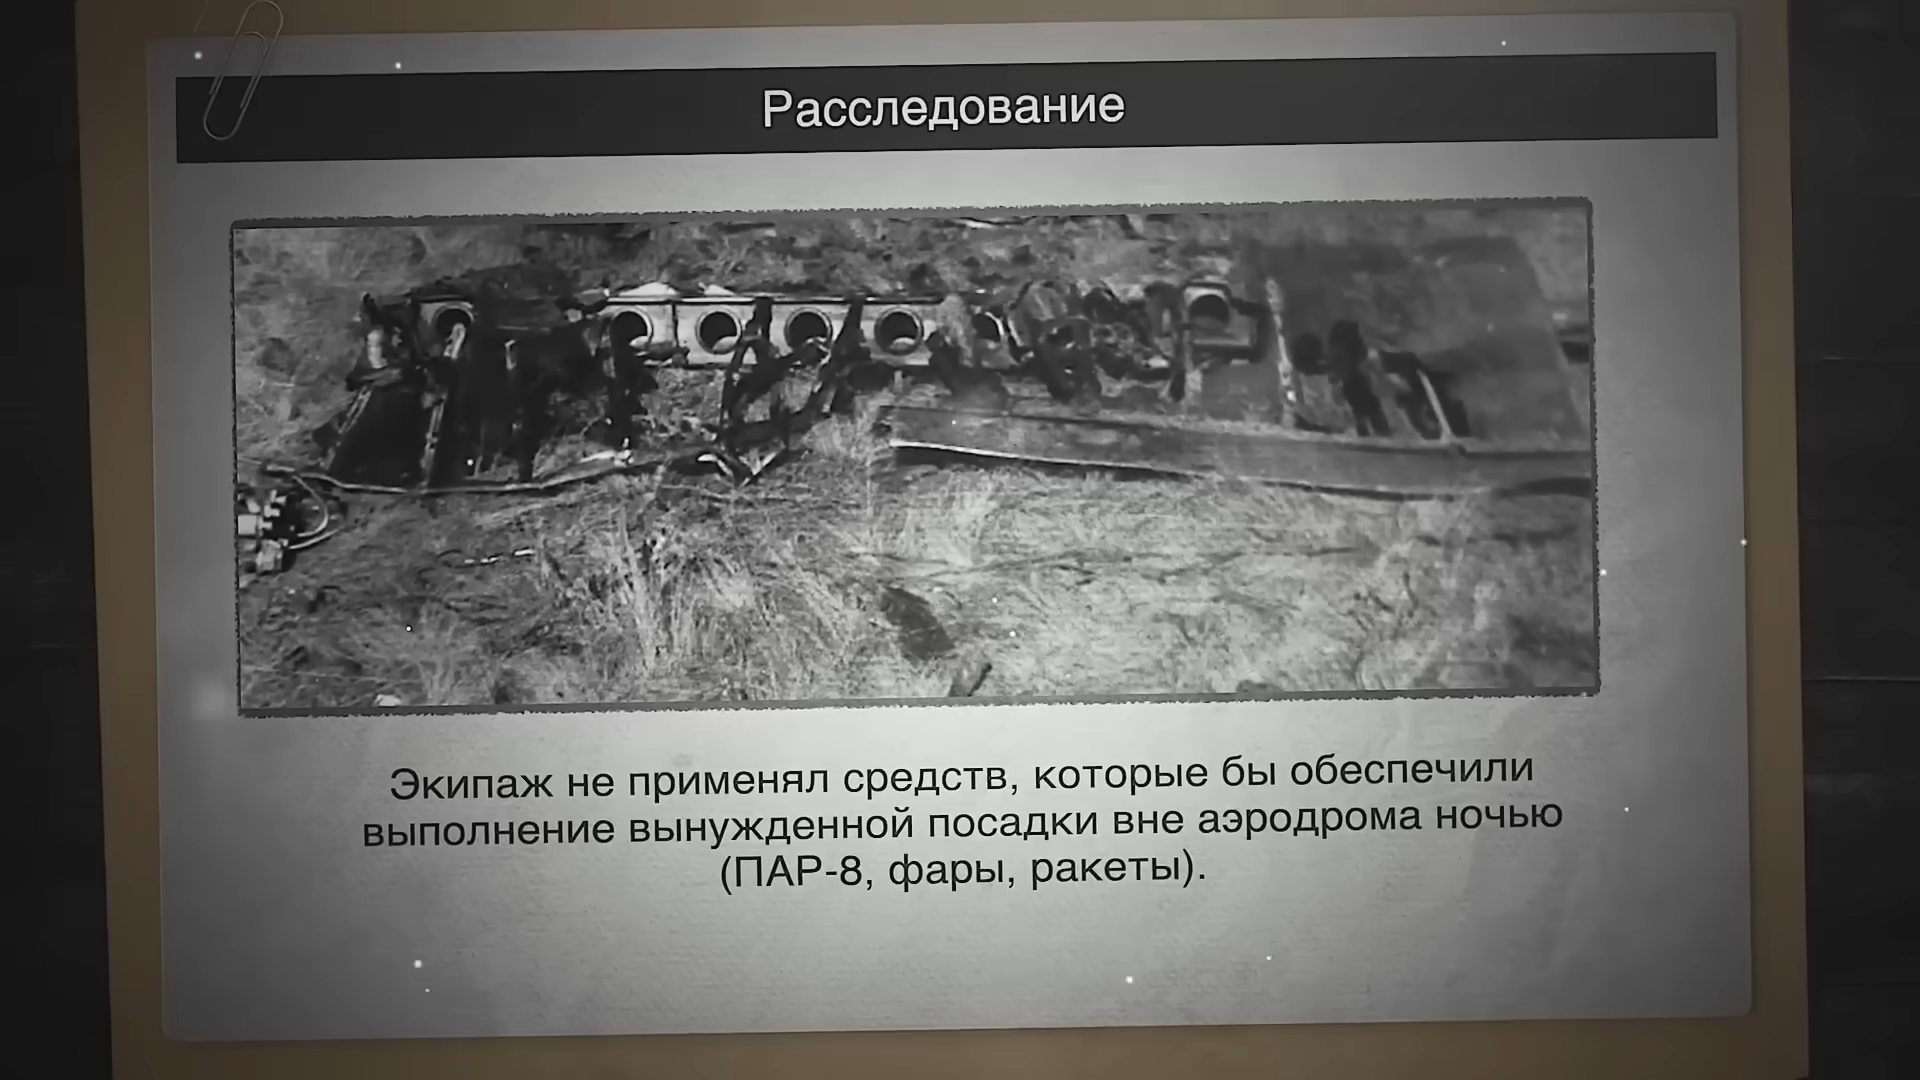 Расследование
Экипаж не применял средств, которые бы обеспечили
выполнение вынужденной посадки вне аэродрома ночью
(ПАР-8, фары, ракеты).